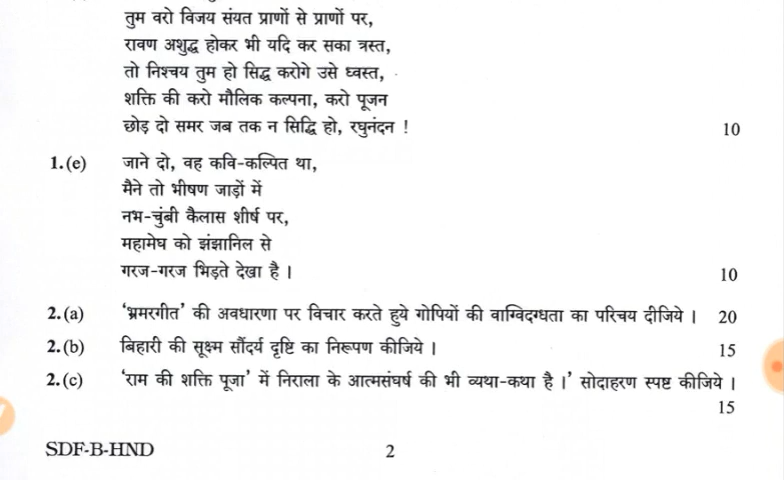 तुम वरो विजय संयत प्राणों से प्राणों पर,
रावण अशुद्ध होकर भी यदि कर सका त्रस्त,
तो निश्चय तुम हो सिद्ध करोगे उसे ध्वस्त,
शक्ति की करो मौलिक कल्पना, करो पूजन
छोड़ दो समर जब तक न सिद्धि हो, रघुनंदन ! 10
1.(e) जाने दो, वह कवि-कल्पित था,
मैने तो भीषण जाड़ों में
नभ-चुंबी कैलास शीर्ष पर,
महामेघ को झंझानिल से
गरज-गरज भिड़ते देखा है । 10
2.(a) ‘भ्रमरगीत’ की अवधारणा पर विचार करते हुये गोपियों की वाग्विदग्धता का परिचय दीजिये । 20
2.(b) बिहारी की सूक्ष्म सौंदर्य दृष्टि का निरूपण कीजिये । 15
2.(c) ‘राम की शक्ति पूजा’ में निराला के आत्मसंघर्ष की भी व्यथा-कथा है ।’ सोदाहरण स्पष्ट कीजिये ।
15
SDF-B-HND 2